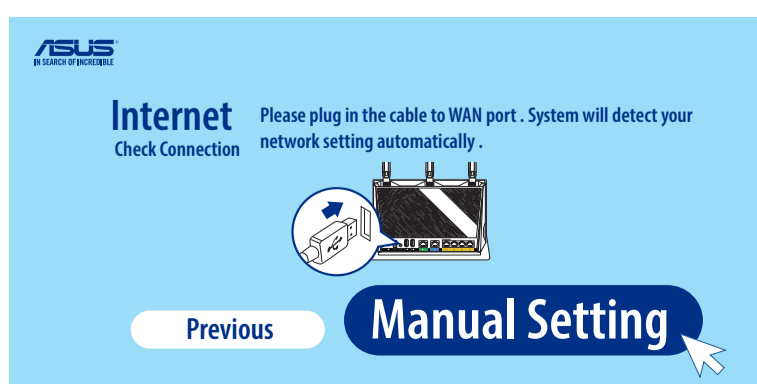 ASUS
IN SEARCH OF INCREDIBLE
Internet
Check Connection
Please plug in the cable to WAN port . System will detect your
network setting automatically .
Previous
Manual Setting